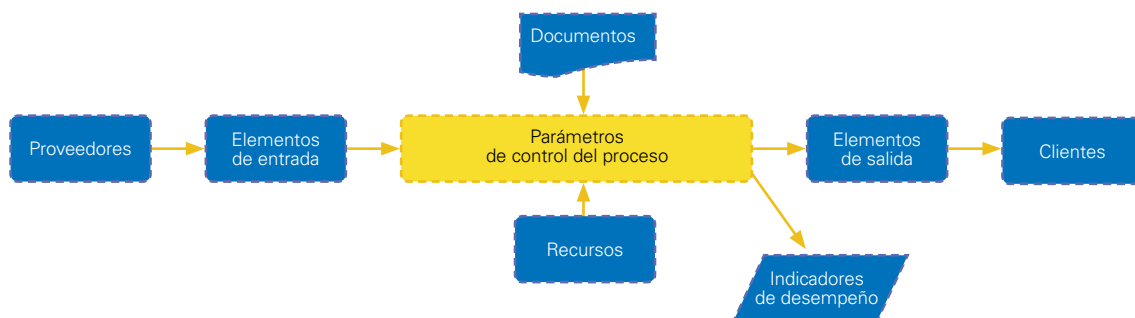 Documentos
Proveedores
Elementos
de entrada
Parámetros
de control del proceso
Elementos
de salida
Clientes
Recursos
Indicadores
de desempeño